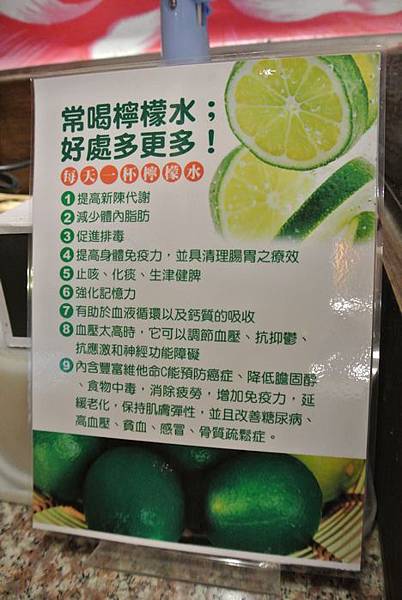 常喝檸檬水；
好處多更多！
每天一杯檸檬水
1 提高新陳代謝
2 減少體內脂肪
3 促進排毒
4 提高身體免疫力，並具清理腸胃之療效
5 止咳、化痰、生津健脾
6 強化記憶力
7 有助於血液循環以及鈣質的吸收
8 血壓太高時，它可以調節血壓、抗抑鬱、
抗應激和神經功能障礙
9 內含豐富維他命C能預防癌症、降低膽固醇
、食物中毒，消除疲勞，增加免疫力，延
緩老化，保持肌膚彈性，並且改善糖尿病、
高血壓、貧血、感冒、骨質疏鬆症。